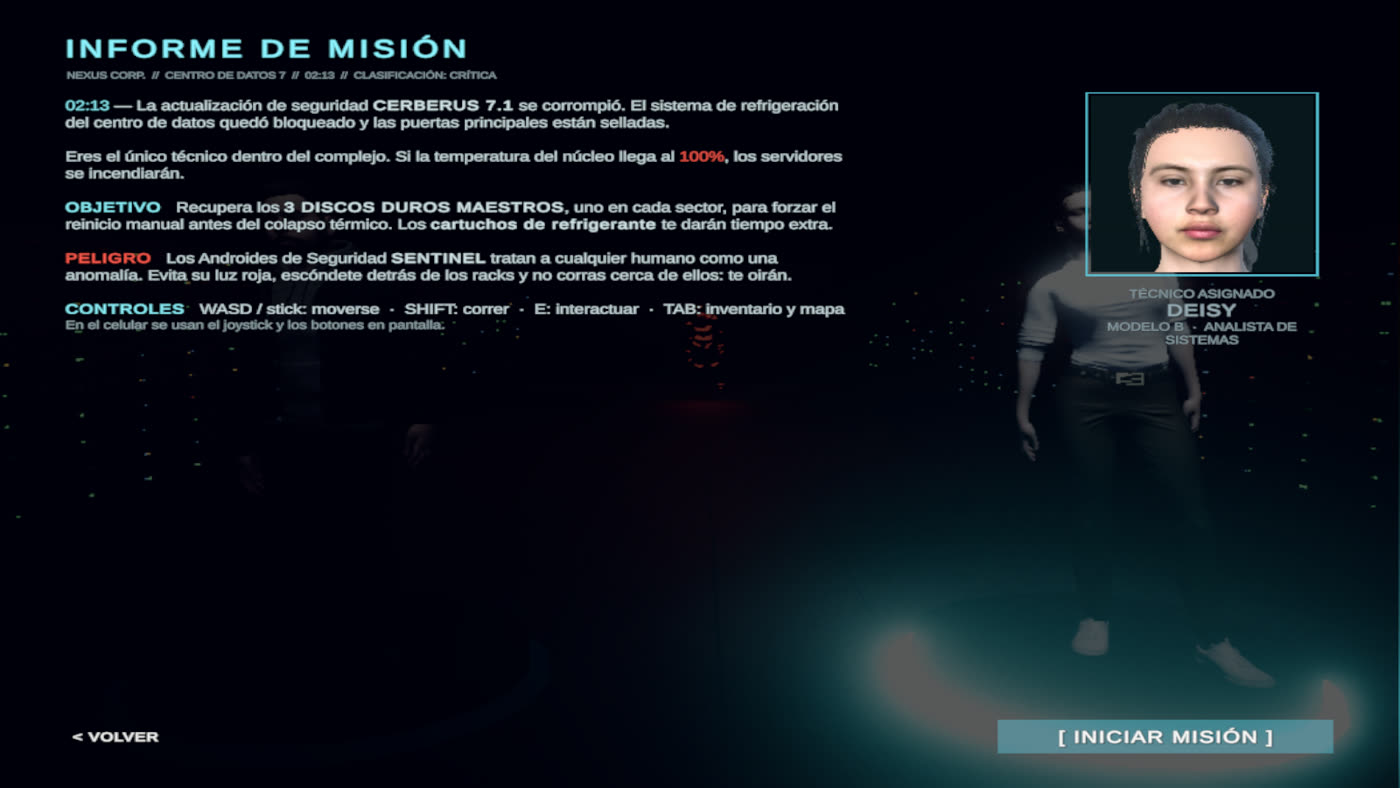 INFORME DE MISIÓN
NEXUS CORP. // CENTRO DE DATOS 7 // 02:13 // CLASIFICACIÓN: CRÍTICA
02:13 — La actualización de seguridad CERBERUS 7.1 se corrompió. El sistema de refrigeración
del centro de datos quedó bloqueado y las puertas principales están selladas.
Eres el único técnico dentro del complejo. Si la temperatura del núcleo llega al 100%, los servidores
se incendiarán.
OBJETIVO Recupera los 3 DISCOS DUROS MAESTROS, uno en cada sector, para forzar el
reinicio manual antes del colapso térmico. Los cartuchos de refrigerante te darán tiempo extra.
PELIGRO Los Androides de Seguridad SENTINEL tratan a cualquier humano como una
anomalía. Evita su luz roja, escóndete detrás de los racks y no corras cerca de ellos: te oirán.
CONTROLES WASD / stick: moverse · SHIFT: correr · E: interactuar · TAB: inventario y mapa
En el celular se usan el joystick y los botones en pantalla.
TÉCNICO ASIGNADO
DEISY
MODELO B · ANALISTA DE
SISTEMAS
< VOLVER
[ INICIAR MISIÓN ]